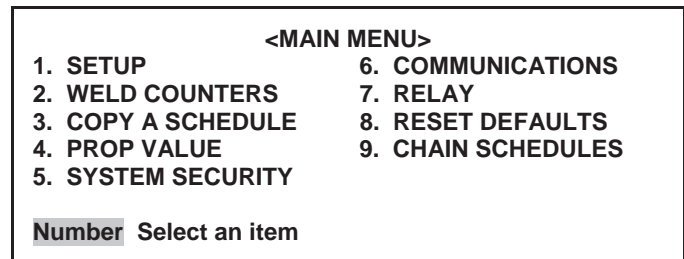 <MAIN MENU>
1. SETUP 6. COMMUNICATIONS
2. WELD COUNTERS 7. RELAY
3. COPY A SCHEDULE 8. RESET DEFAULTS
4. PROP VALUE 9. CHAIN SCHEDULES
5. SYSTEM SECURITY
Number Select an item